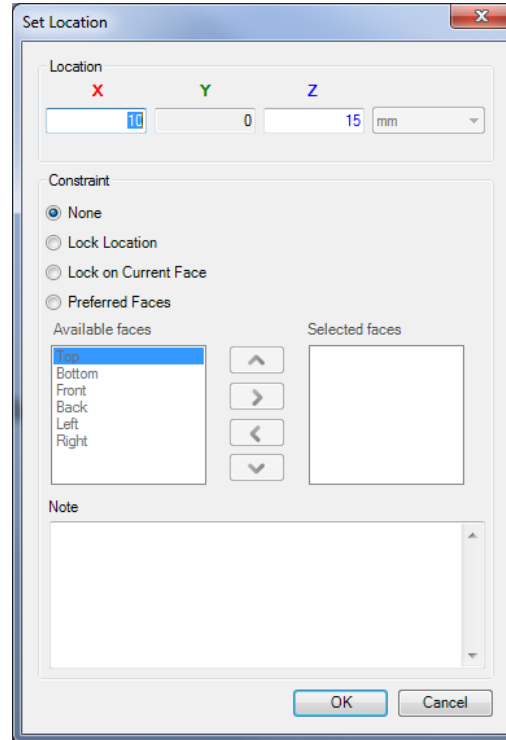 Set Location
Location
X Y Z
10 0 15 mm
Constraint
None
Lock Location
Lock on Current Face
Preferred Faces
Available faces Selected faces
Top
Bottom
Front
Back
Left
Right
Note
OK Cancel